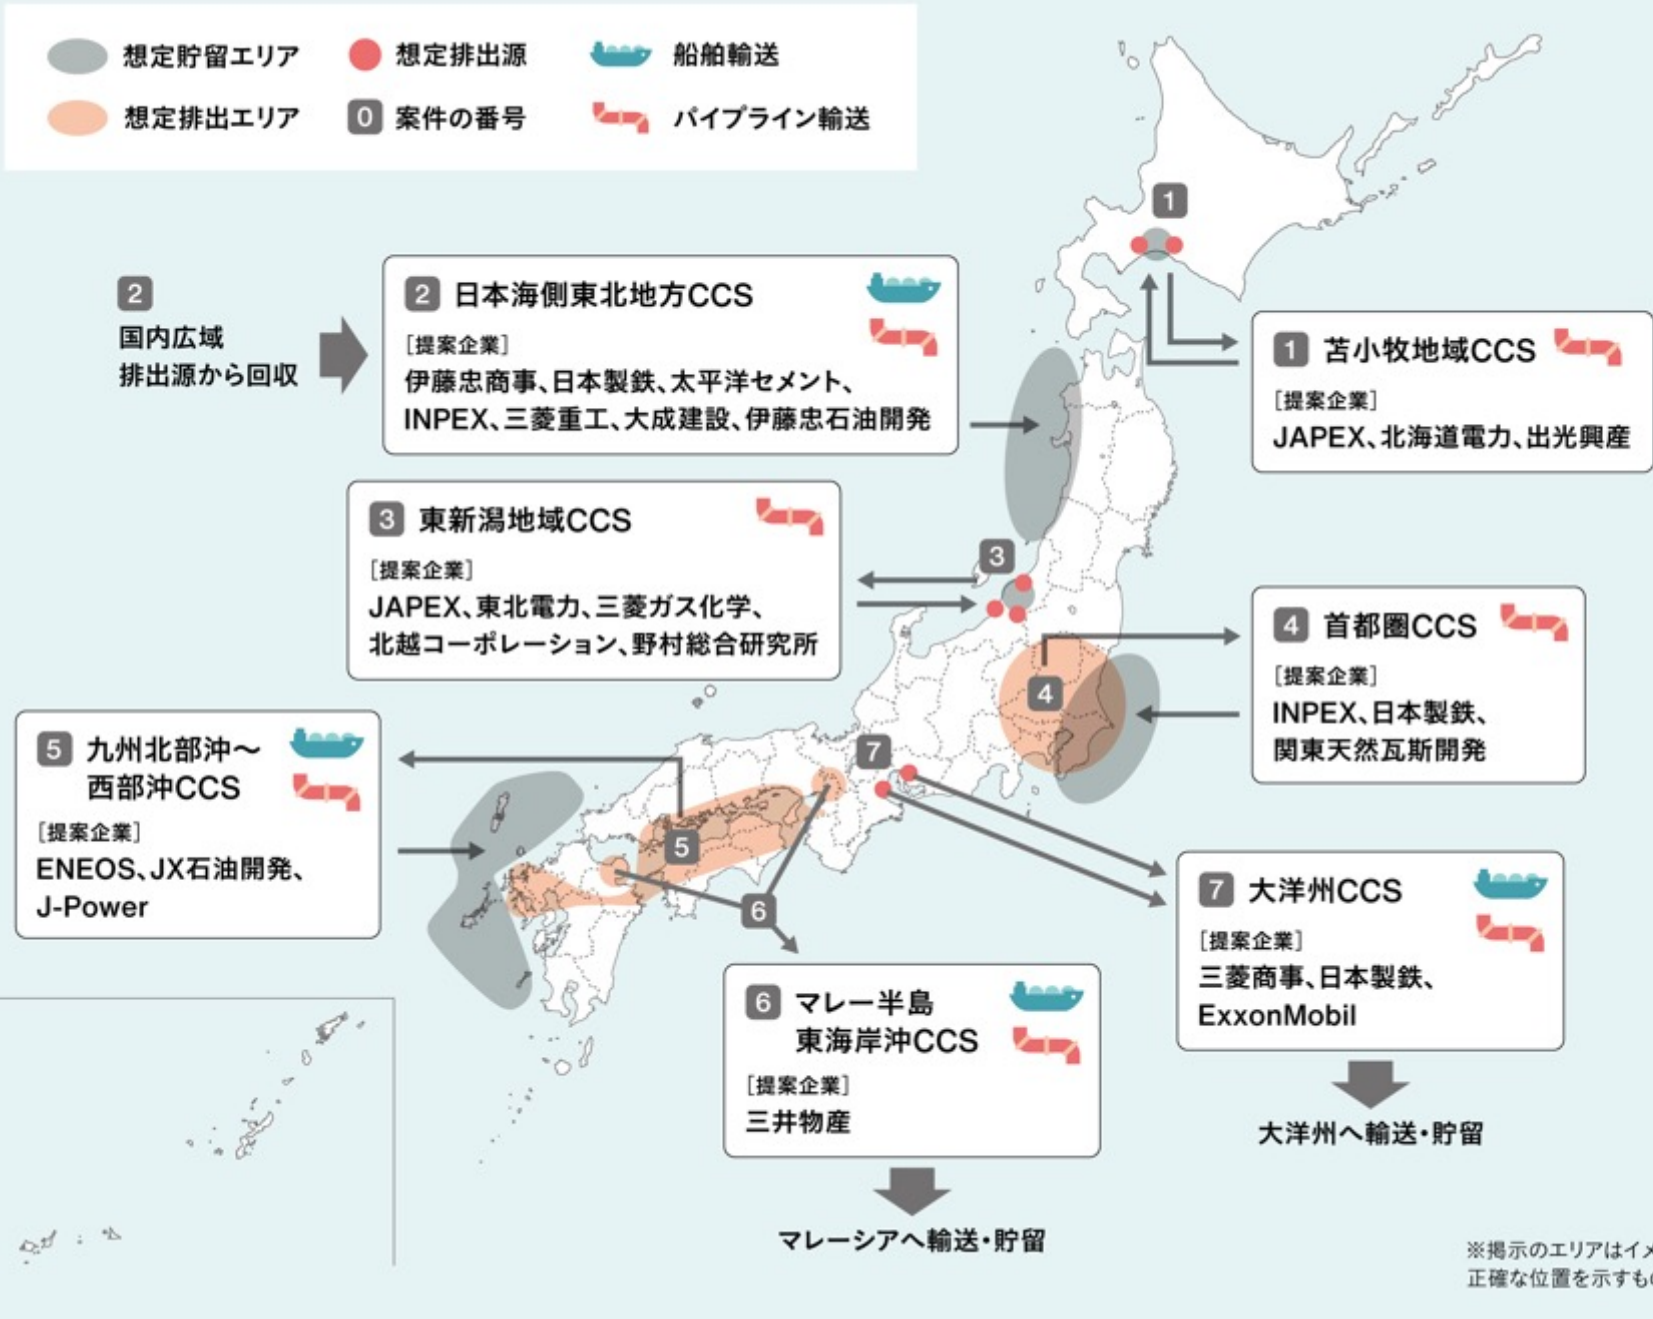 想定貯留エリア
想定排出源
船舶輸送
想定排出エリア
0 案件の番号
パイプライン輸送
1
1 苫小牧地域CCS
[提案企業]
JAPEX、北海道電力、出光興産
2
国内広域
排出源から回収
2 日本海側東北地方CCS
[提案企業]
伊藤忠商事、日本製鉄、太平洋セメント、
INPEX、三菱重工、大成建設、伊藤忠石油開発
3 東新潟地域CCS
[提案企業]
JAPEX、東北電力、三菱ガス化学、
北越コーポレーション、野村総合研究所
3
4 首都圏CCS
[提案企業]
INPEX、日本製鉄、
関東天然瓦斯開発
4
5 九州北部沖〜
西部沖CCS
[提案企業]
ENEOS、JX石油開発、
J-Power
5
7
6
6 マレー半島
東海岸沖CCS
[提案企業]
三井物産
マレーシアへ輸送・貯留
7 大洋州CCS
[提案企業]
三菱商事、日本製鉄、
ExxonMobil
大洋州へ輸送・貯留
※掲示のエリアはイメ
正確な位置を示すも